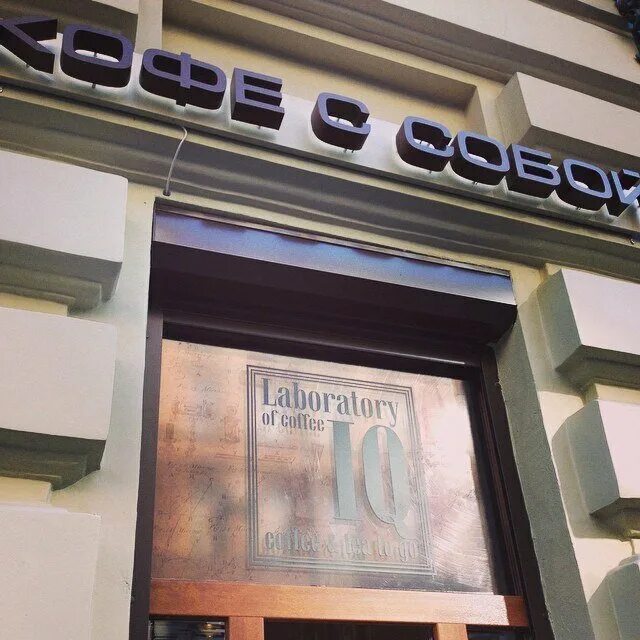 КОФЕ С СОБОЙ
Laboratory
of coffee
IQ
coffee & tea to go